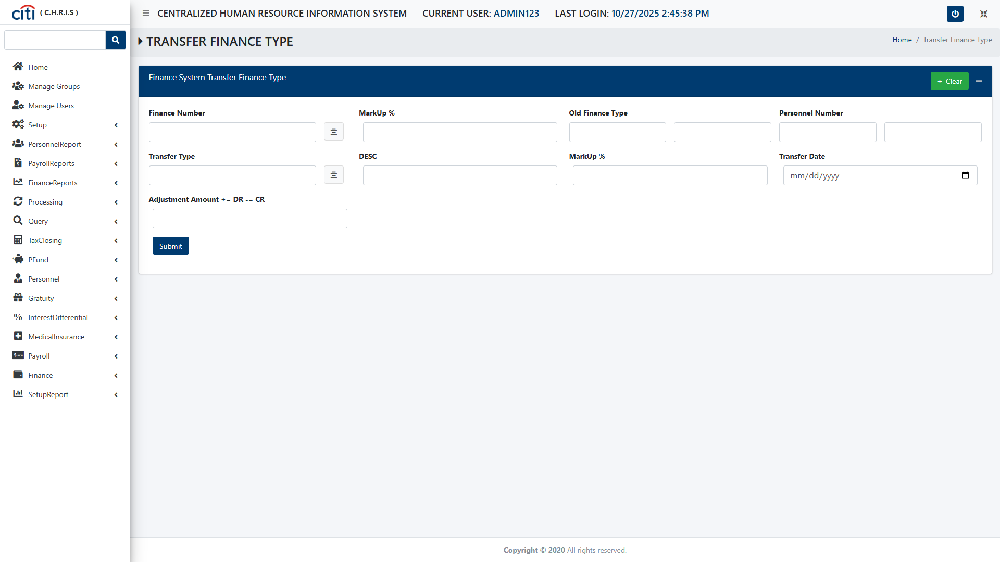 citi ( C.H.R.I.S )
CENTRALIZED HUMAN RESOURCE INFORMATION SYSTEM CURRENT USER: ADMIN123 LAST LOGIN: 10/27/2025 2:45:38 PM
TRANSFER FINANCE TYPE
Home / Transfer Finance Type
Home
Manage Groups
Manage Users
Setup
PersonnelReport
PayrollReports
FinanceReports
Processing
Query
TaxClosing
PFund
Personnel
Gratuity
InterestDifferential
MedicalInsurance
Payroll
Finance
SetupReport
Finance System Transfer Finance Type
+ Clear
Finance Number MarkUp % Old Finance Type Personnel Number
Transfer Type DESC MarkUp % Transfer Date
mm/dd/yyyy
Adjustment Amount += DR -= CR
Submit
Copyright © 2020 All rights reserved.